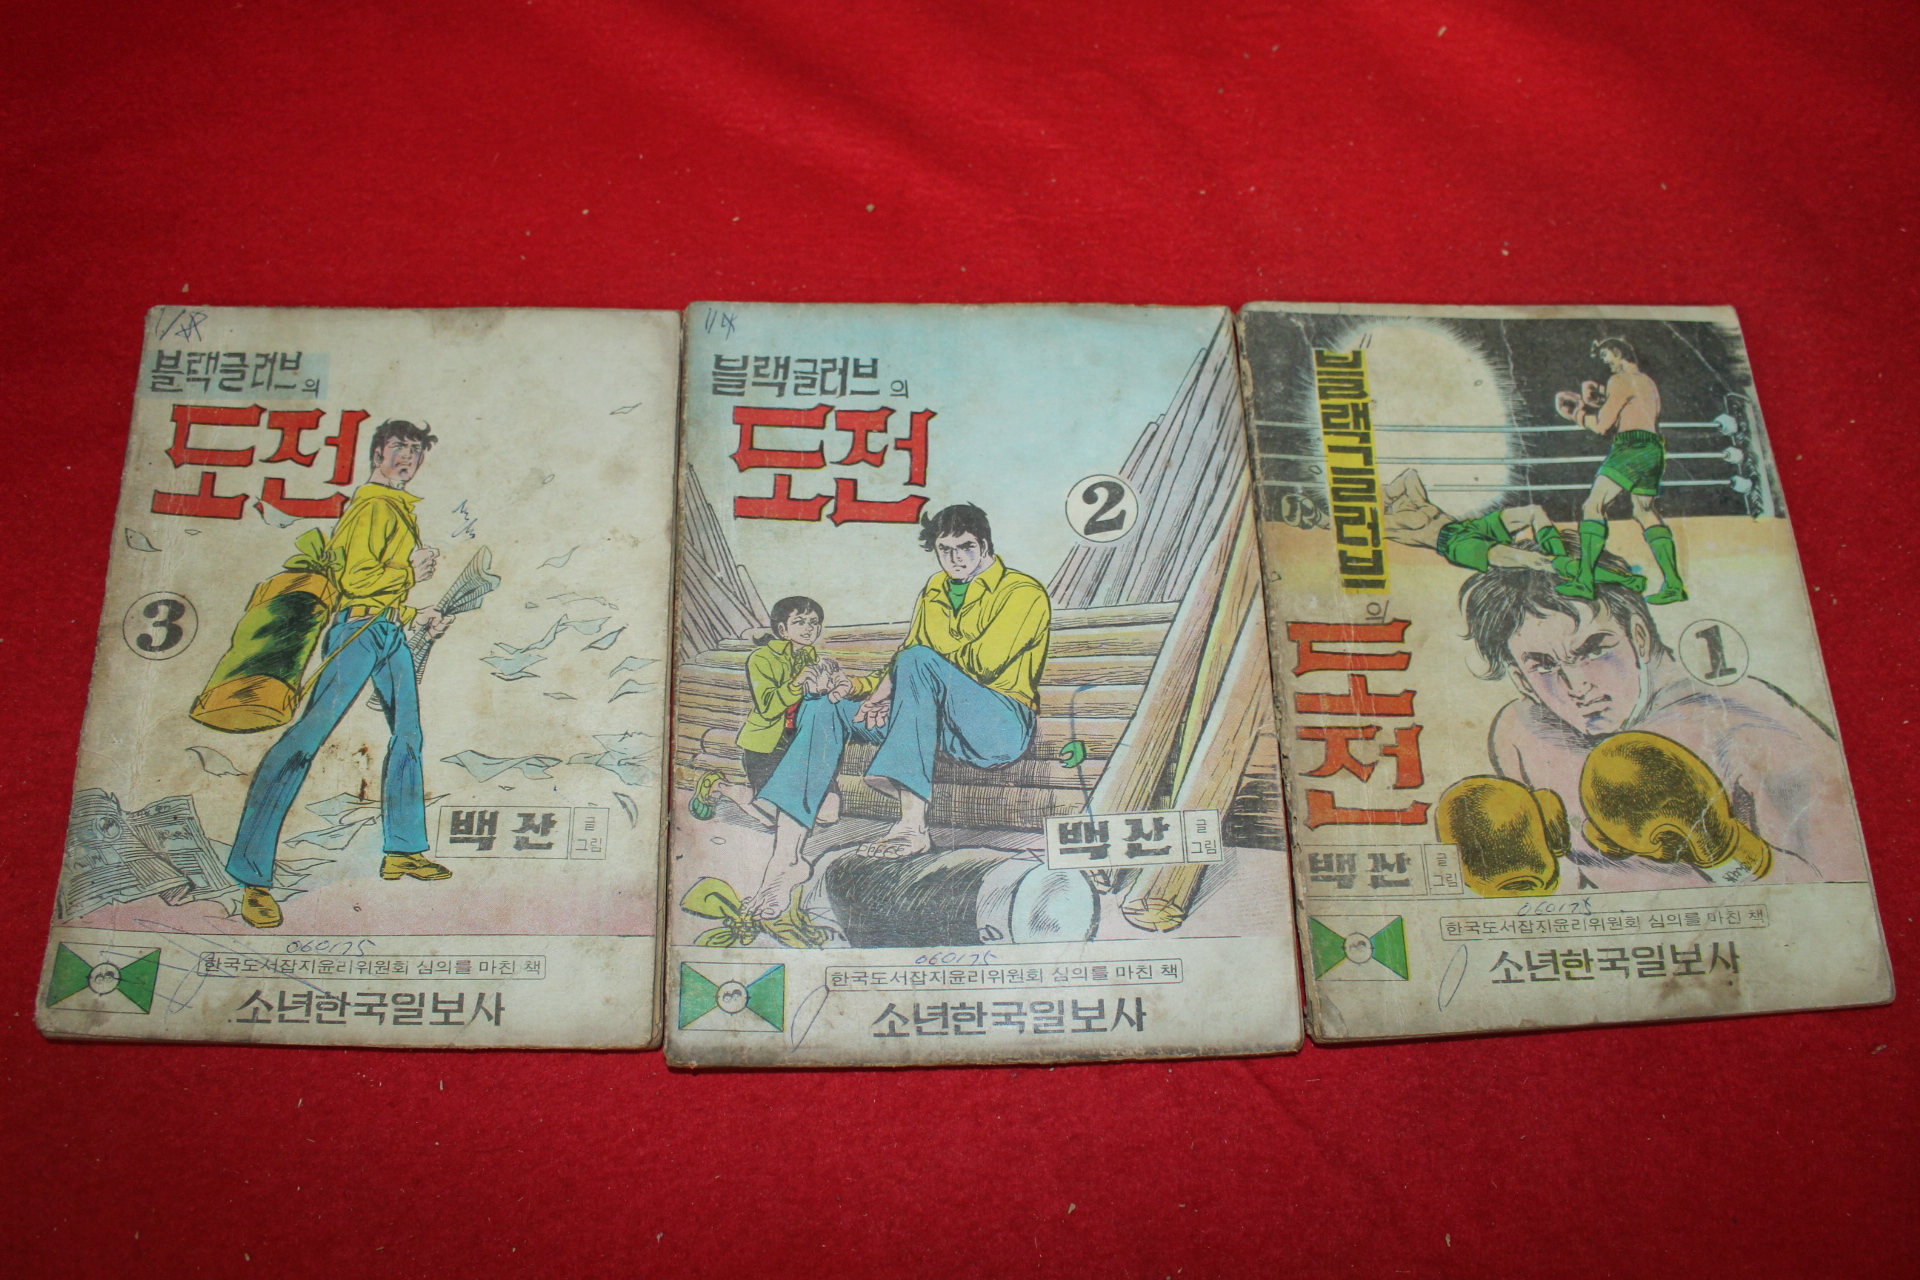 블랙글러브의
도전
3
백산
글
그림
060175
한국도서잡지윤리위원회 심의를 마친 책
소년한국일보사
블랙글러브의
도전
2
백산
글
그림
060175
한국도서잡지윤리위원회 심의를 마친 책
소년한국일보사
블랙글러브의
도전
1
백산
글
그림
060175
한국도서잡지윤리위원회 심의를 마친 책
소년한국일보사